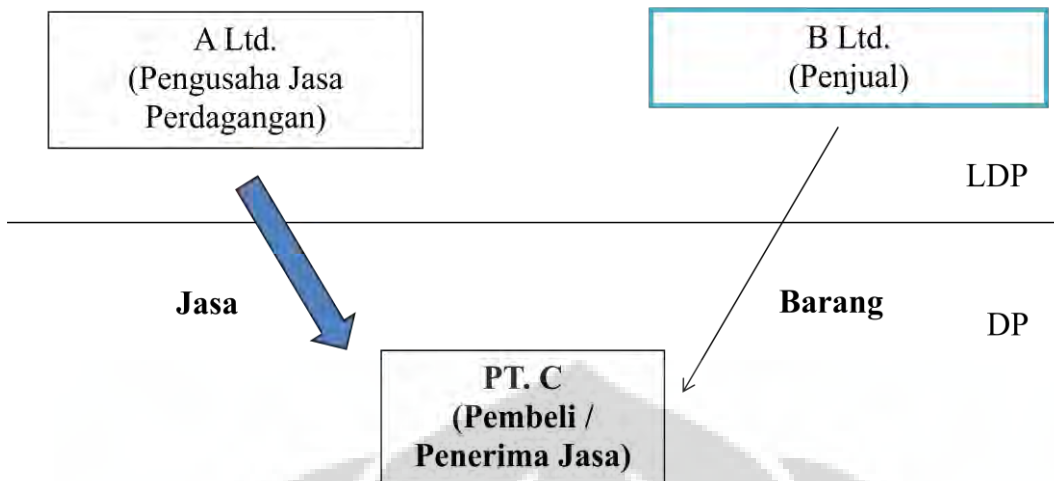 A Ltd.
(Pengusaha Jasa
Perdagangan)
B Ltd.
(Penjual)
LDP
Jasa
Barang
DP
PT. C
(Pembeli /
Penerima Jasa)